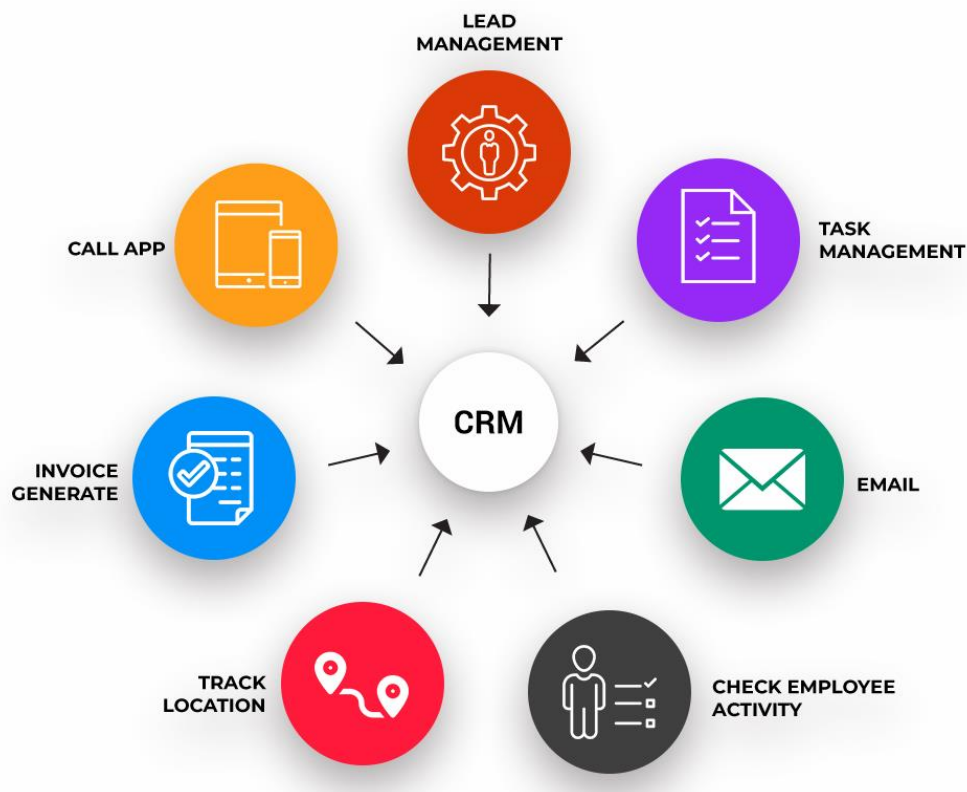 LEAD
MANAGEMENT
CALL APP
TASK
MANAGEMENT
CRM
INVOICE
GENERATE
EMAIL
TRACK
LOCATION
CHECK EMPLOYEE
ACTIVITY